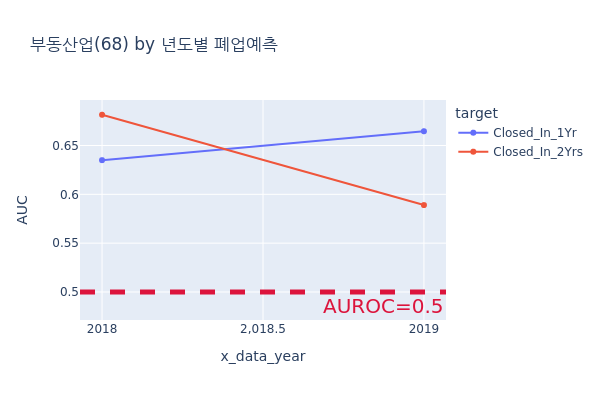 부동산업(68) by 년도별 폐업예측
target
Closed_In_1Yr
Closed_In_2Yrs
AUC
0.65
0.6
0.55
0.5
AUROC=0.5
2018
2,018.5
2019
x_data_year